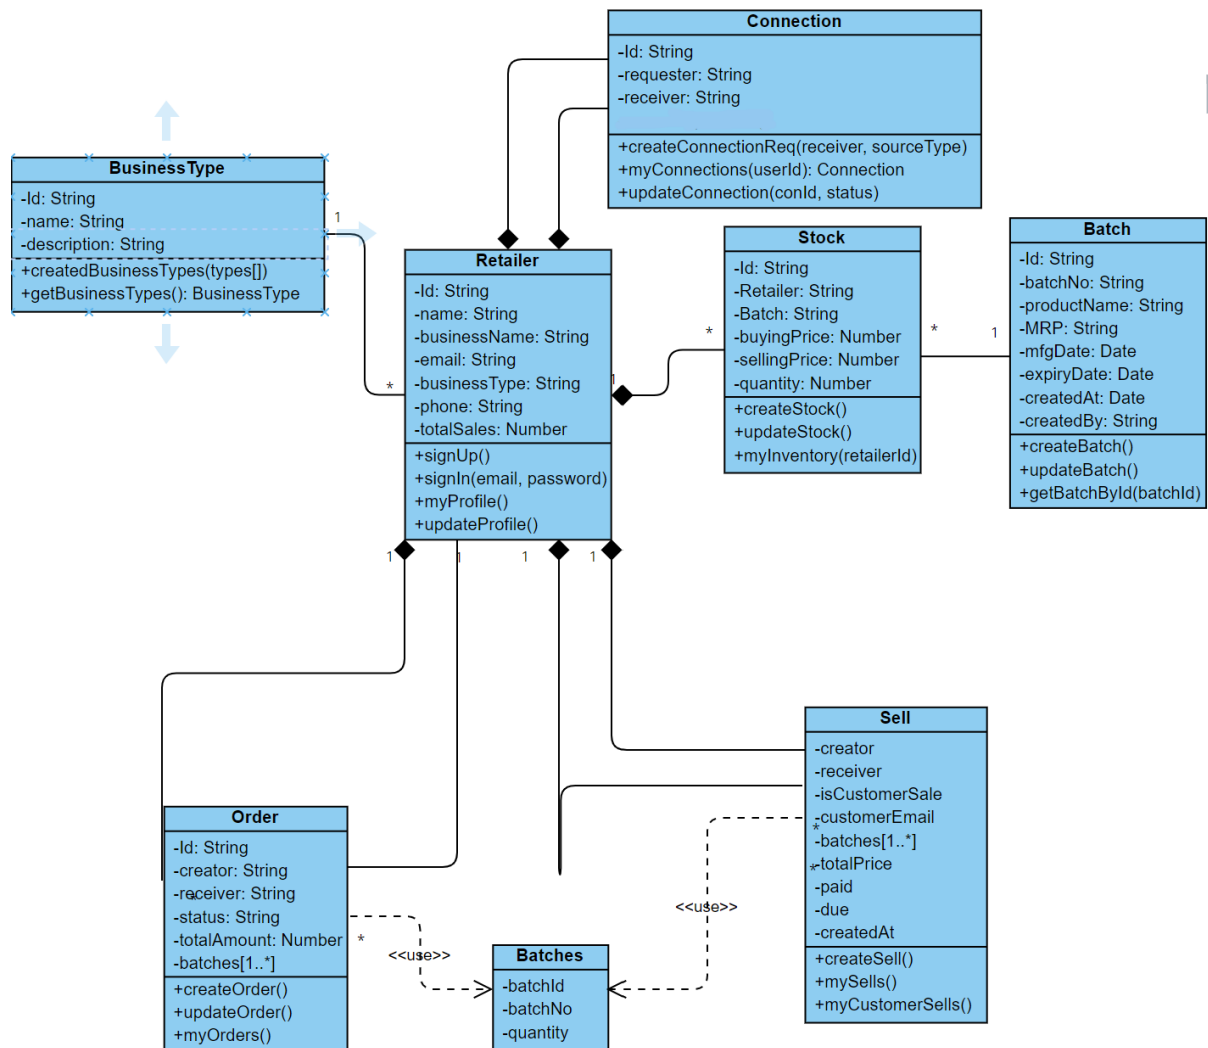 Connection
-Id: String
-requester: String
-receiver: String
+createConnectionReq(receiver, sourceType)
+myConnections(userId): Connection
+updateConnection(conId, status)
BusinessType
-Id: String
-name: String
-description: String
+createdBusinessTypes(types[])
+getBusinessTypes(): BusinessType
1
*
Retailer
-Id: String
-name: String
-businessName: String
-email: String
-businessType: String
-phone: String
-totalSales: Number
+signUp()
+signIn(email, password)
+myProfile()
+updateProfile()
1
*
Stock
-Id: String
-Retailer: String
-Batch: String
-buyingPrice: Number
-sellingPrice: Number
-quantity: Number
+createStock()
+updateStock()
+myInventory(retailerId)
*
1
Batch
-Id: String
-batchNo: String
-productName: String
-MRP: String
-mfgDate: Date
-expiryDate: Date
-createdAt: Date
-createdBy: String
+createBatch()
+updateBatch()
+getBatchById(batchId)
1
1
1
1
Order
-Id: String
-creator: String
-receiver: String
*
-status: String
-totalAmount: Number
*
-batches[1..*]
+createOrder()
+updateOrder()
+myOrders()
<<use>>
Batches
-batchId
-batchNo
-quantity
<<use>>
Sell
-creator
-receiver
-isCustomerSale
-customerEmail
*
-batches[1..*]
*
-totalPrice
-paid
-due
-createdAt
+createSell()
+mySells()
+myCustomerSells()